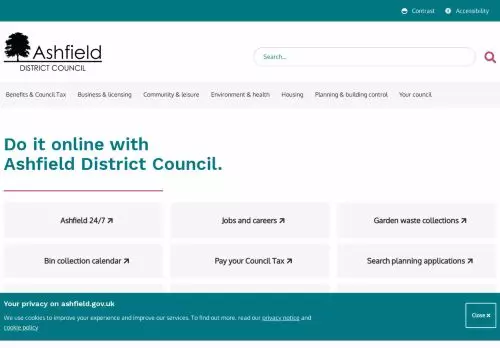 Contrast Accessibility
Ashfield
DISTRICT COUNCIL
Search...
Benefits & Council Tax Business & licensing Community & leisure Environment & health Housing Planning & building control Your council
Do it online with
Ashfield District Council.
Ashfield 24/7 Jobs and careers Garden waste collections
Bin collection calendar Pay your Council Tax Search planning applications
Your privacy on ashfield.gov.uk
We use cookies to improve your experience and improve our services. To find out more, read our privacy notice and
cookie policy
Close ×